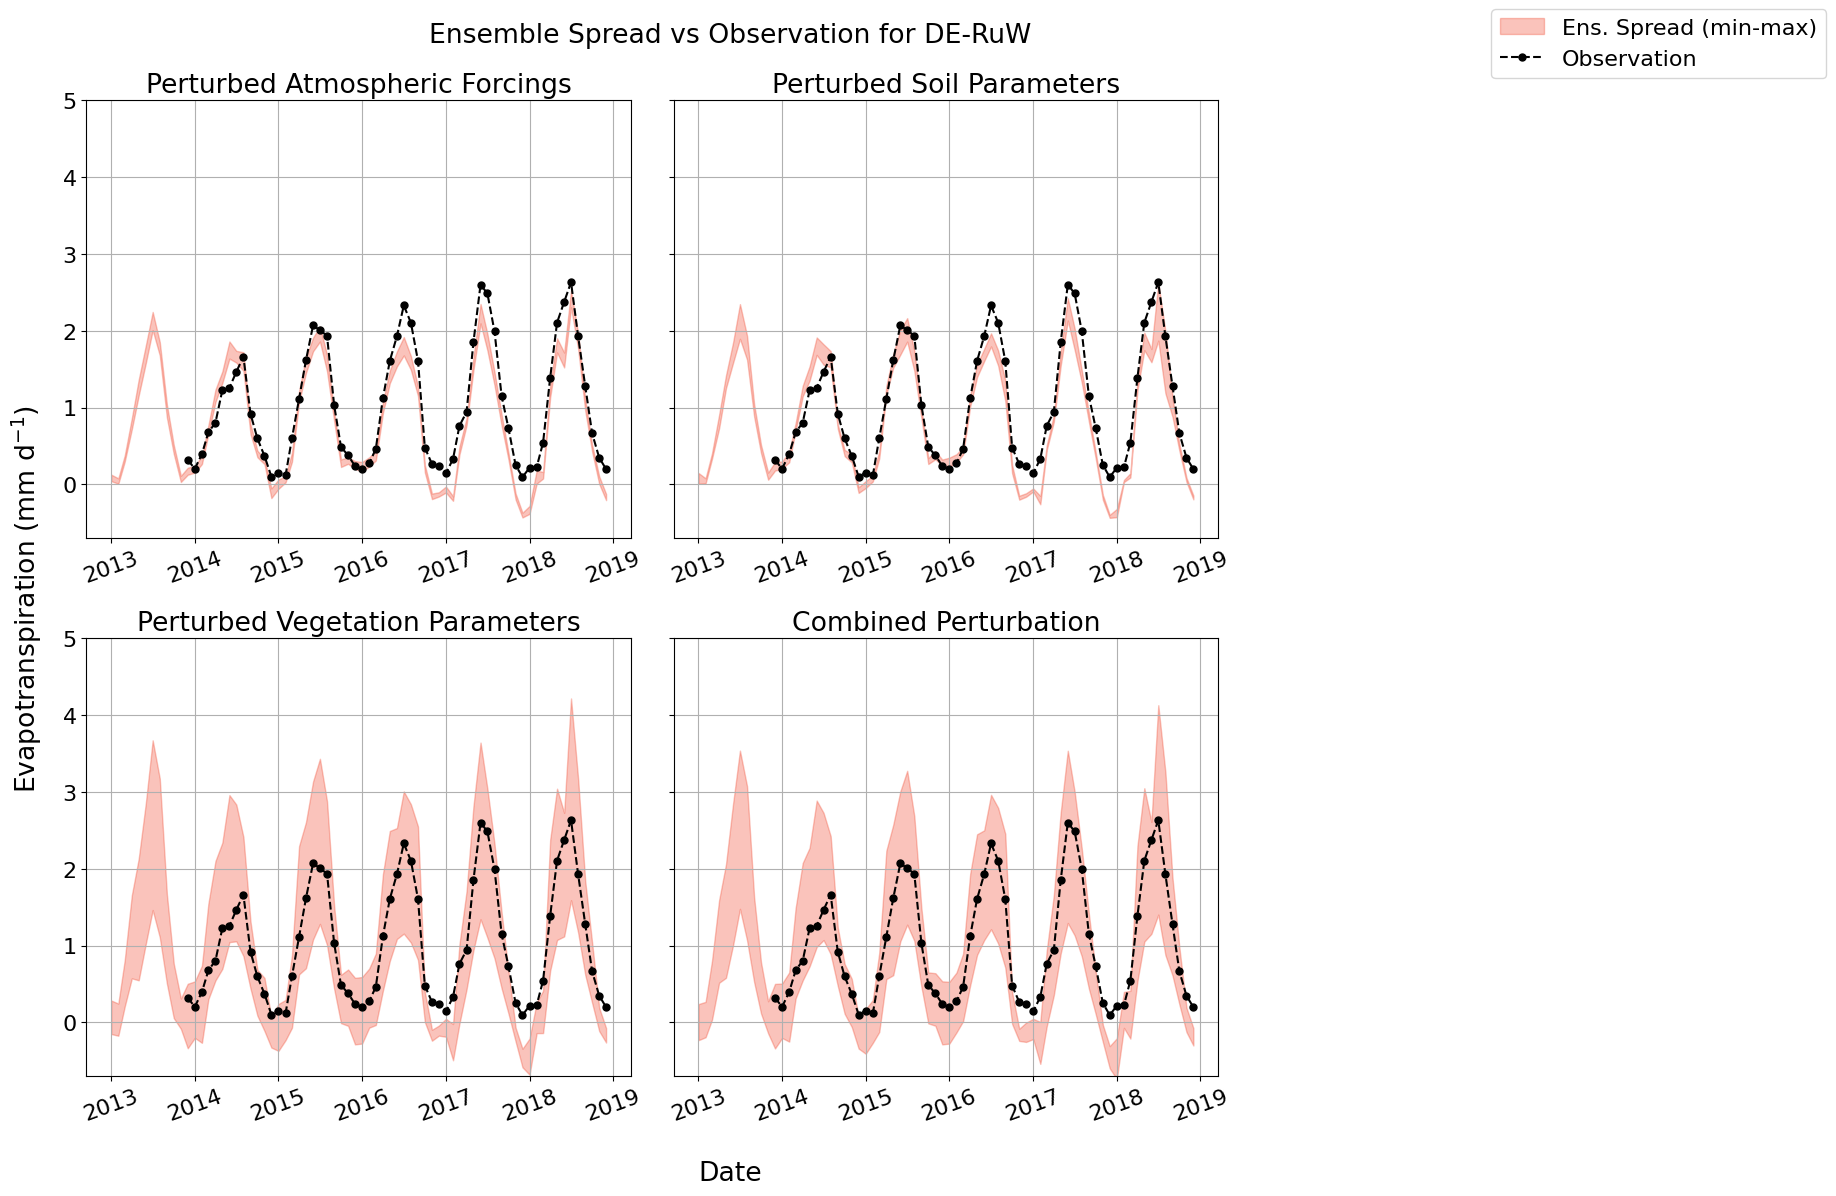 Ensemble Spread vs Observation for DE-RuW
Ens. Spread (min-max)
Observation
Perturbed Atmospheric Forcings
Perturbed Soil Parameters
5
4
3
2
1
0
2013 2014 2015 2016 2017 2018 2019
2013 2014 2015 2016 2017 2018 2019
Evapotranspiration (mm d⁻¹)
Perturbed Vegetation Parameters
Combined Perturbation
5
4
3
2
1
0
2013 2014 2015 2016 2017 2018 2019
2013 2014 2015 2016 2017 2018 2019
Date